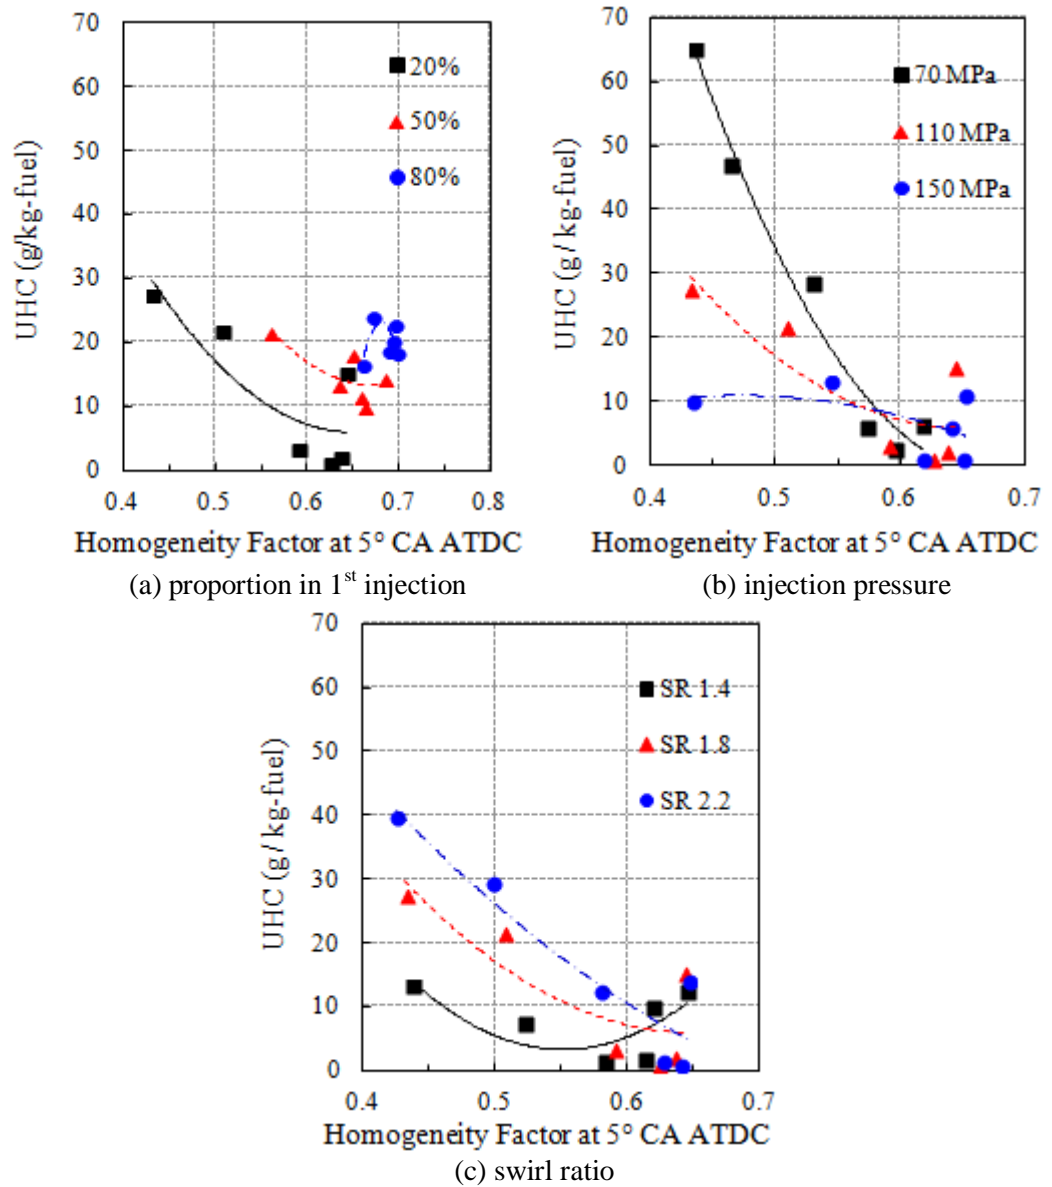 70
60
50
40
30
20
10
0
UHC (g/kg-fuel)
20%
50%
80%
0.4 0.5 0.6 0.7 0.8
Homogeneity Factor at 5° CA ATDC
(a) proportion in 1st injection
70
60
50
40
30
20
10
0
UHC (g / kg-fuel)
70 MPa
110 MPa
150 MPa
0.4 0.5 0.6 0.7
Homogeneity Factor at 5° CA ATDC
(b) injection pressure
70
60
50
40
30
20
10
0
UHC (g / kg-fuel)
SR 1.4
SR 1.8
SR 2.2
0.4 0.5 0.6 0.7
Homogeneity Factor at 5° CA ATDC
(c) swirl ratio